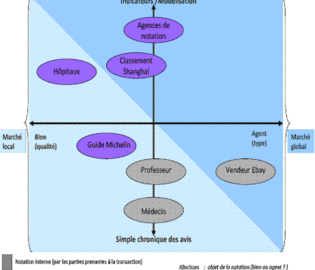 Indicateurs /Modélisation
Agences de
notation
Classement
Shanghai
Hôpitaux
Marché
local
Bien
(qualité)
Agent
(type)
Marché
global
Guide Michelin
Professeur
Vendeur Ebay
Médecin
Simple chronique des avis
Notation interne (par les parties prenantes à la transaction)
Abscisses : objet de la notation (bien ou agent ? )